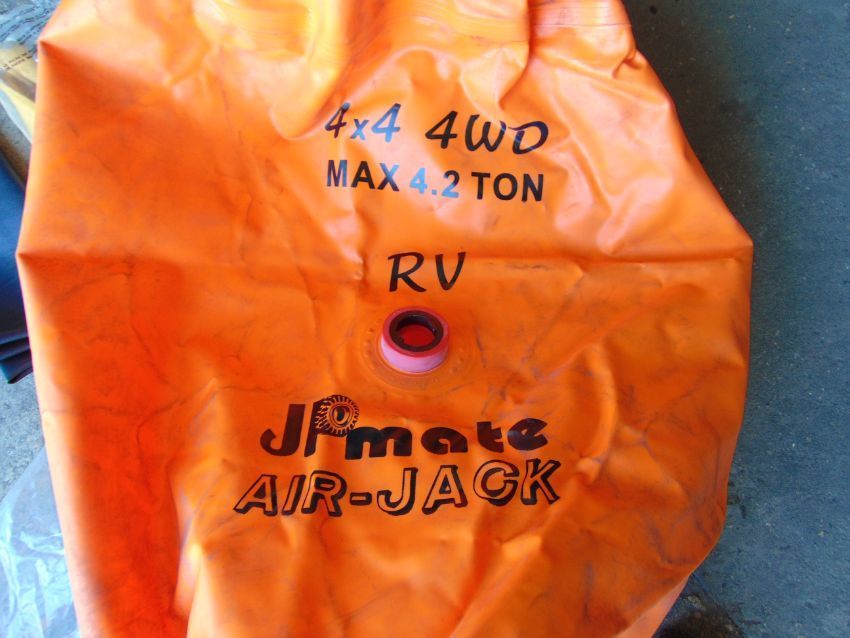 4x4 4WD
MAX 4.2 TON
RV
JPmate
AIR-JACK